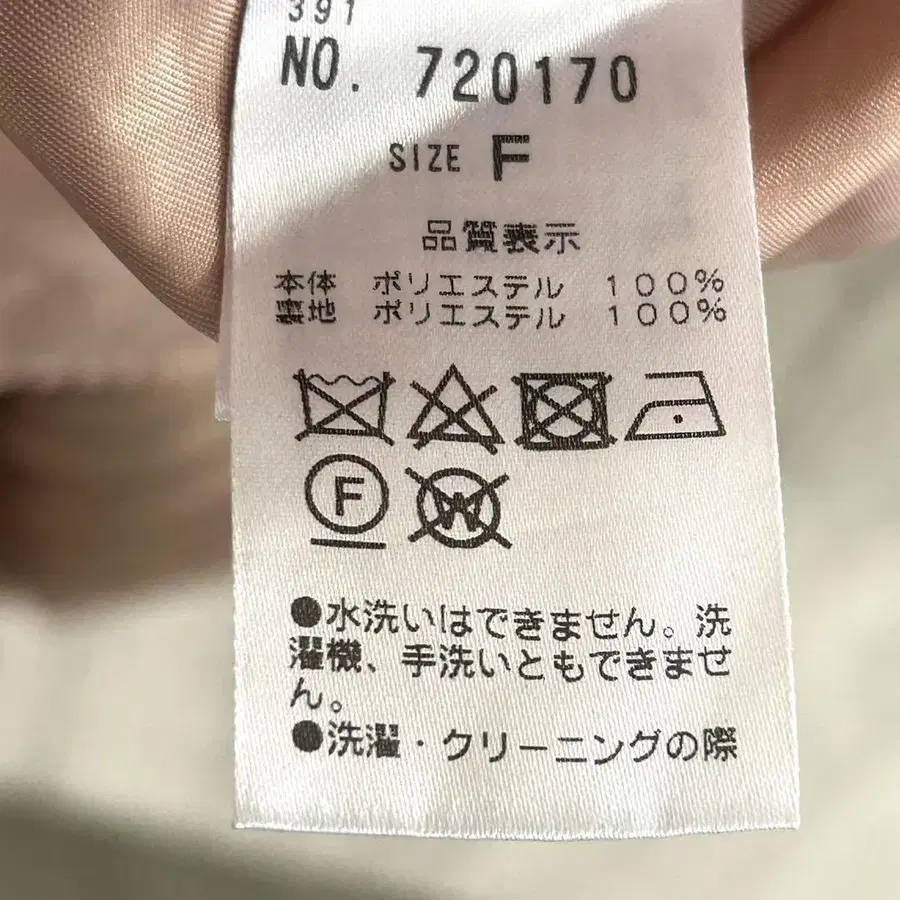 391
NO. 720170
SIZE F
品質表示
本体 ポリエステル 100%
裏地 ポリエステル 100%
F W
●水洗いはできません。洗
濯機、手洗いともできませ
ん。
●洗濯・クリーニングの際